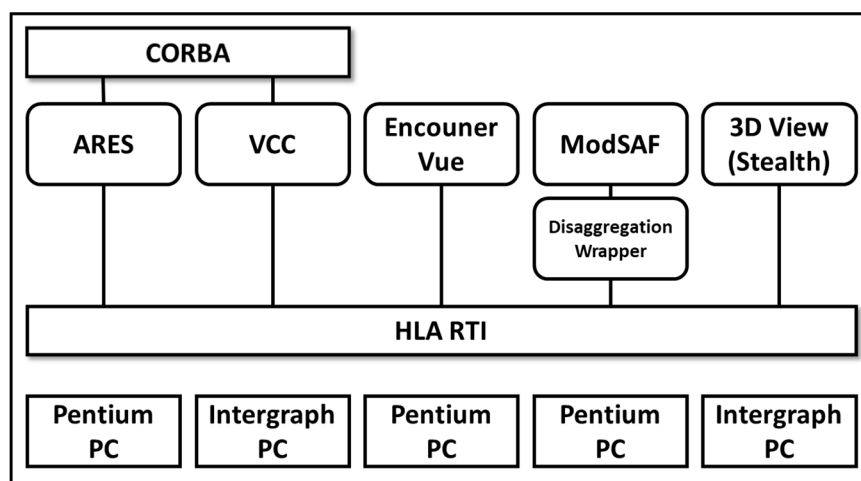 CORBA
ARES
VCC
Encouner
Vue
ModSAF
3D View
(Stealth)
Disaggregation
Wrapper
HLA RTI
Pentium
PC
Intergraph
PC
Pentium
PC
Pentium
PC
Intergraph
PC